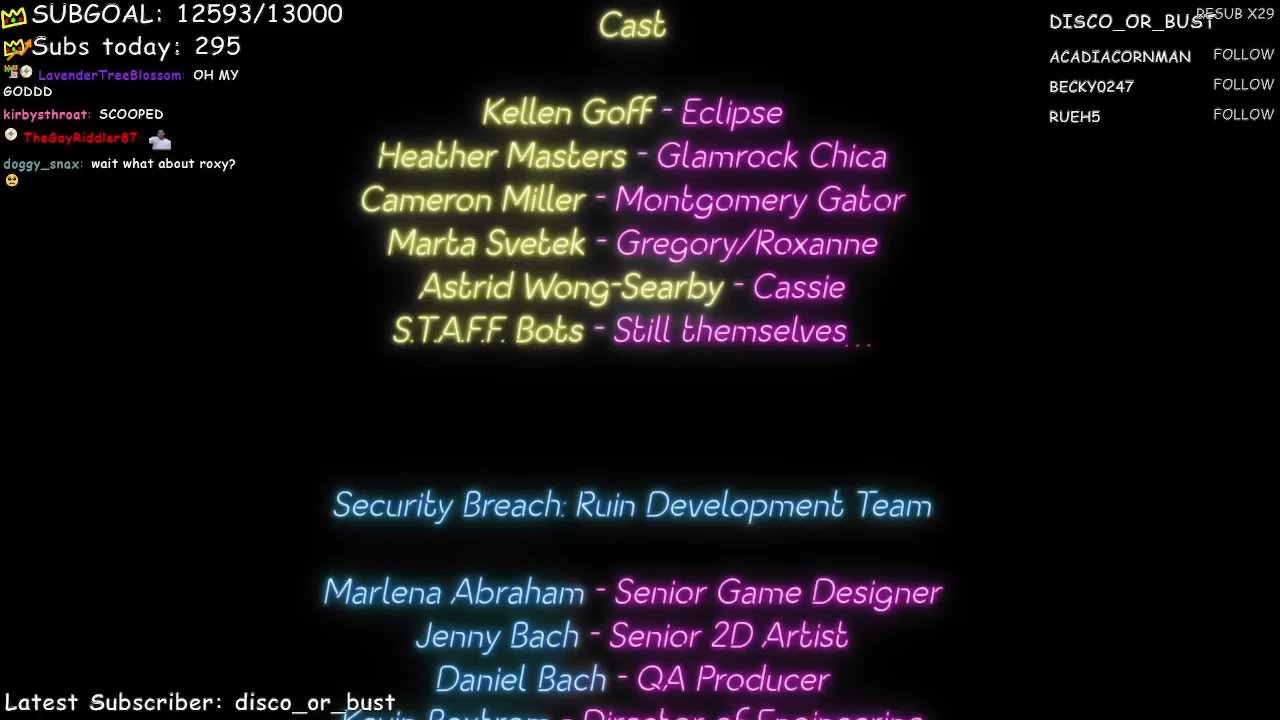 SUBGOAL: 12593/13000
Subs today: 295
LavenderTreeBlossom: OH MY
GODDD
kirbysthroat: SCOOPED
TheGayRiddler87:
doggy_snax: wait what about roxy?
RESUB X29
DISCO_OR_BUST
ACADIACORNMAN FOLLOW
BECKY0247 FOLLOW
RUEH5 FOLLOW
Cast
Kellen Goff - Eclipse
Heather Masters - Glamrock Chica
Cameron Miller - Montgomery Gator
Marta Svetek - Gregory/Roxanne
Astrid Wong-Searby - Cassie
S.T.A.F.F. Bots - Still themselves...
Security Breach: Ruin Development Team
Marlena Abraham - Senior Game Designer
Jenny Bach - Senior 2D Artist
Daniel Bach - QA Producer
Latest Subscriber: disco_or_bust
- Director of Engineering